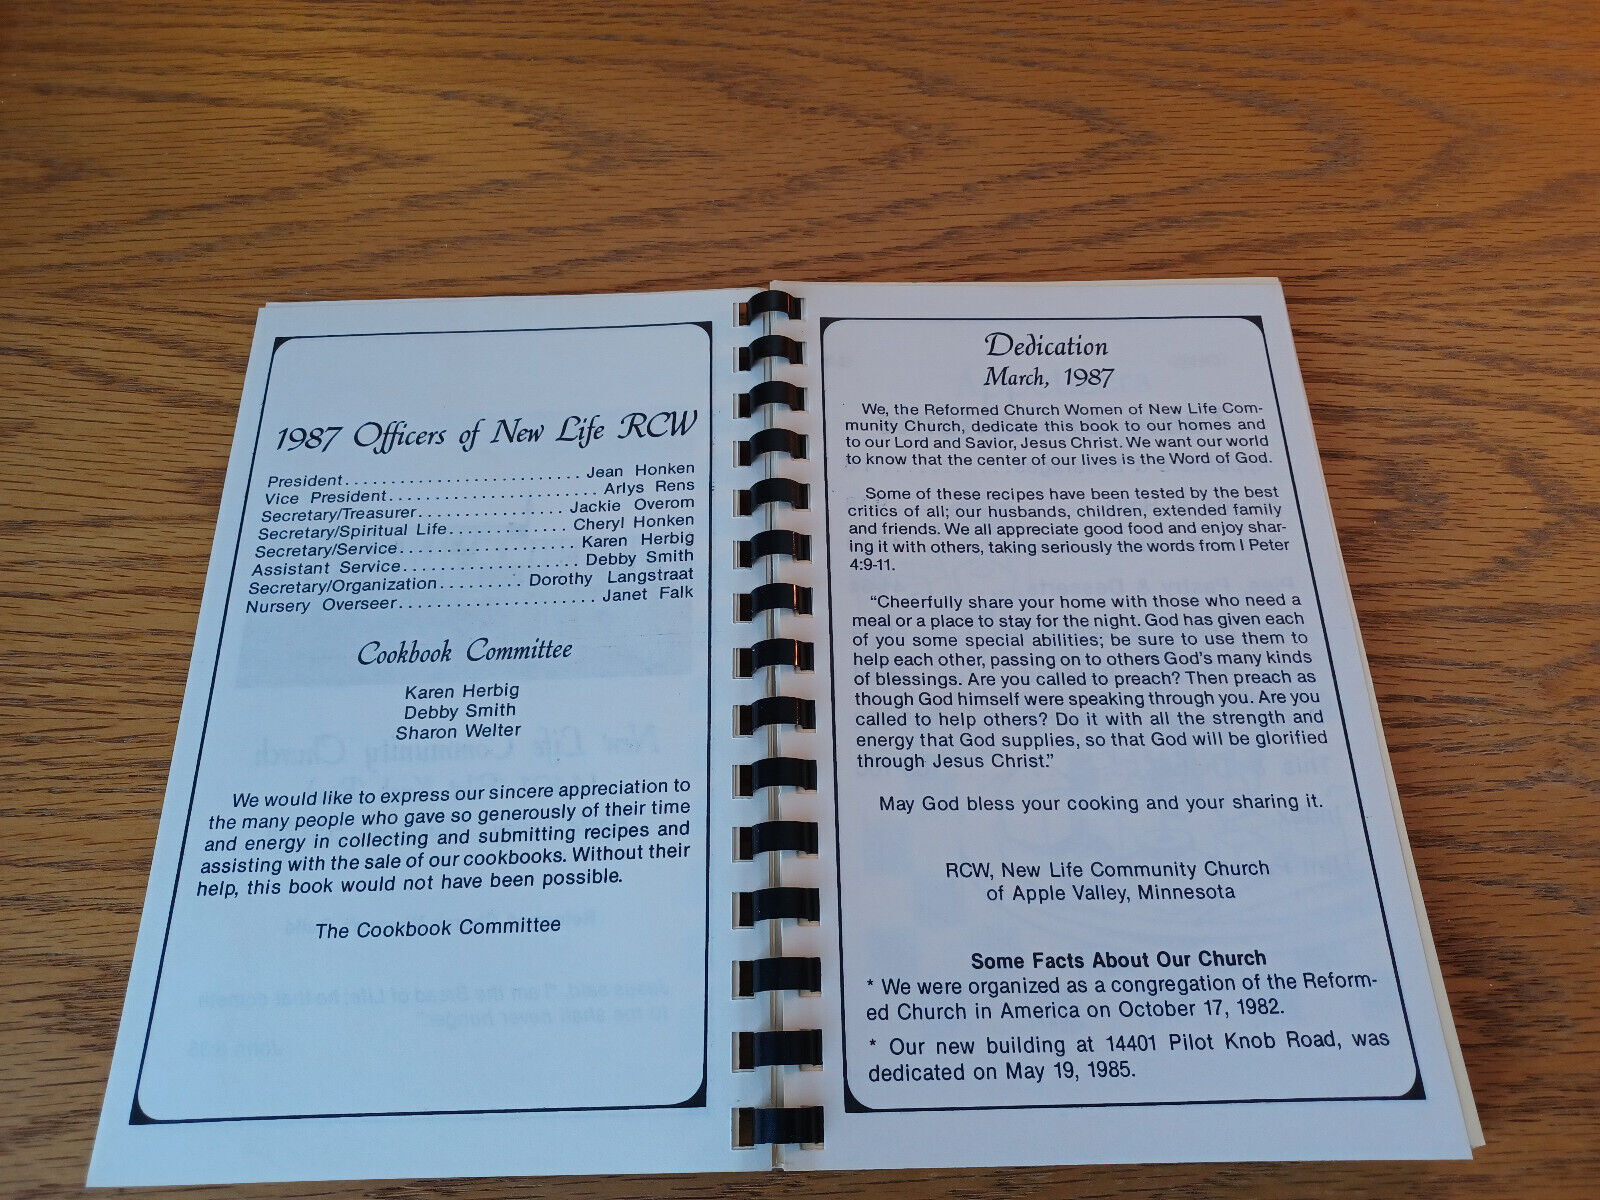 1987 Officers of New Life RCW
President.......................... Jean Honken
Vice President....................... Arlys Rens
Secretary/Treasurer................ Jackie Overom
Secretary/Spiritual Life............. Cheryl Honken
Secretary/Service.................... Karen Herbig
Assistant Service.................... Debby Smith
Secretary/Organization........ Dorothy Langstraat
Nursery Overseer...................... Janet Falk
Cookbook Committee
Karen Herbig
Debby Smith
Sharon Welter
We would like to express our sincere appreciation to
the many people who gave so generously of their time
and energy in collecting and submitting recipes and
assisting with the sale of our cookbooks. Without their
help, this book would not have been possible.
The Cookbook Committee
Dedication
March, 1987
We, the Reformed Church Women of New Life Com-
munity Church, dedicate this book to our homes and
to our Lord and Savior, Jesus Christ. We want our world
to know that the center of our lives is the Word of God.
Some of these recipes have been tested by the best
critics of all; our husbands, children, extended family
and friends. We all appreciate good food and enjoy shar-
ing it with others, taking seriously the words from I Peter
4:9-11.
“Cheerfully share your home with those who need a
meal or a place to stay for the night. God has given each
of you some special abilities; be sure to use them to
help each other, passing on to others God's many kinds
of blessings. Are you called to preach? Then preach as
though God himself were speaking through you. Are you
called to help others? Do it with all the strength and
energy that God supplies, so that God will be glorified
through Jesus Christ.”
May God bless your cooking and your sharing it.
RCW, New Life Community Church
of Apple Valley, Minnesota
Some Facts About Our Church
* We were organized as a congregation of the Reform-
ed Church in America on October 17, 1982.
* Our new building at 14401 Pilot Knob Road, was
dedicated on May 19, 1985.